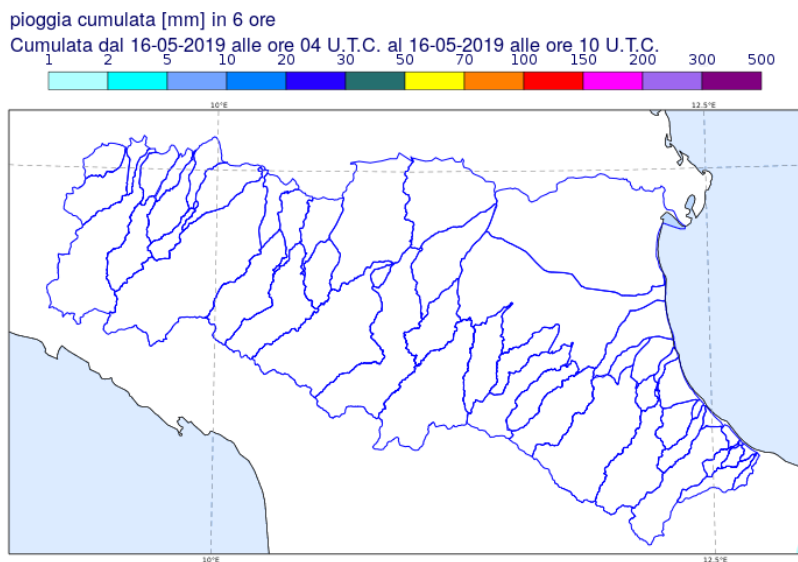 pioggia cumulata [mm] in 6 ore
Cumulata dal 16-05-2019 alle ore 04 U.T.C. al 16-05-2019 alle ore 10 U.T.C.
1 2 5 10 20 30 50 70 100 150 200 300 500
10°E 12.5°E
10°E 12.5°E